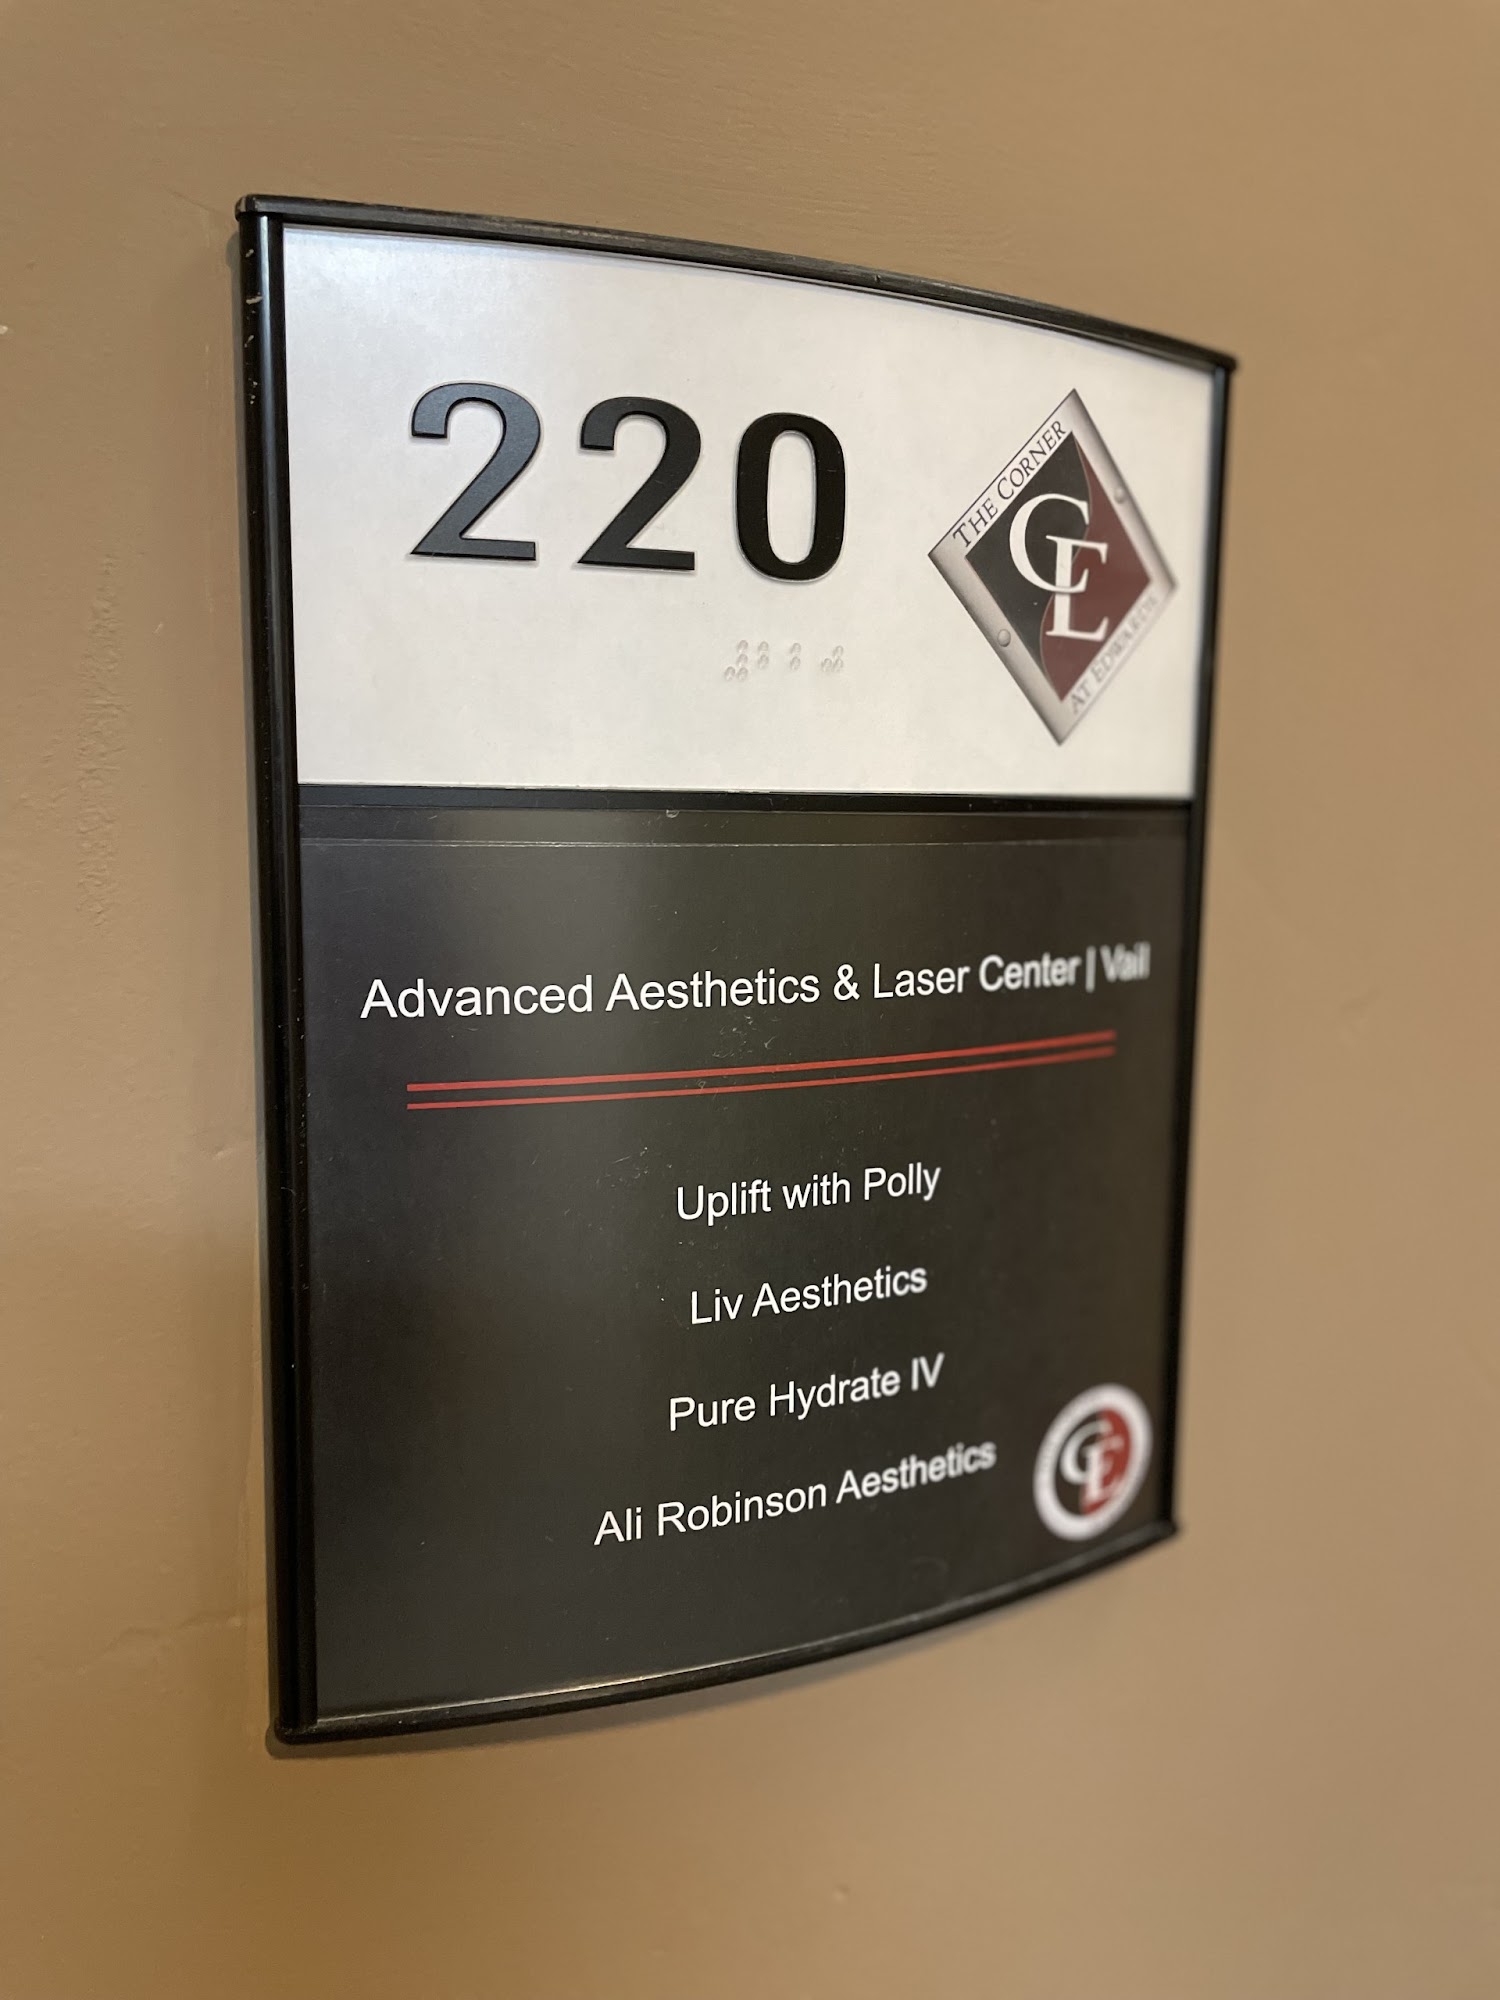 220
THE CORNER
CE
AT EDWARDS
⠼⠃⠃⠚
Advanced Aesthetics & Laser Center | Vail
Uplift with Polly
Liv Aesthetics
Pure Hydrate IV
Ali Robinson Aesthetics
CE